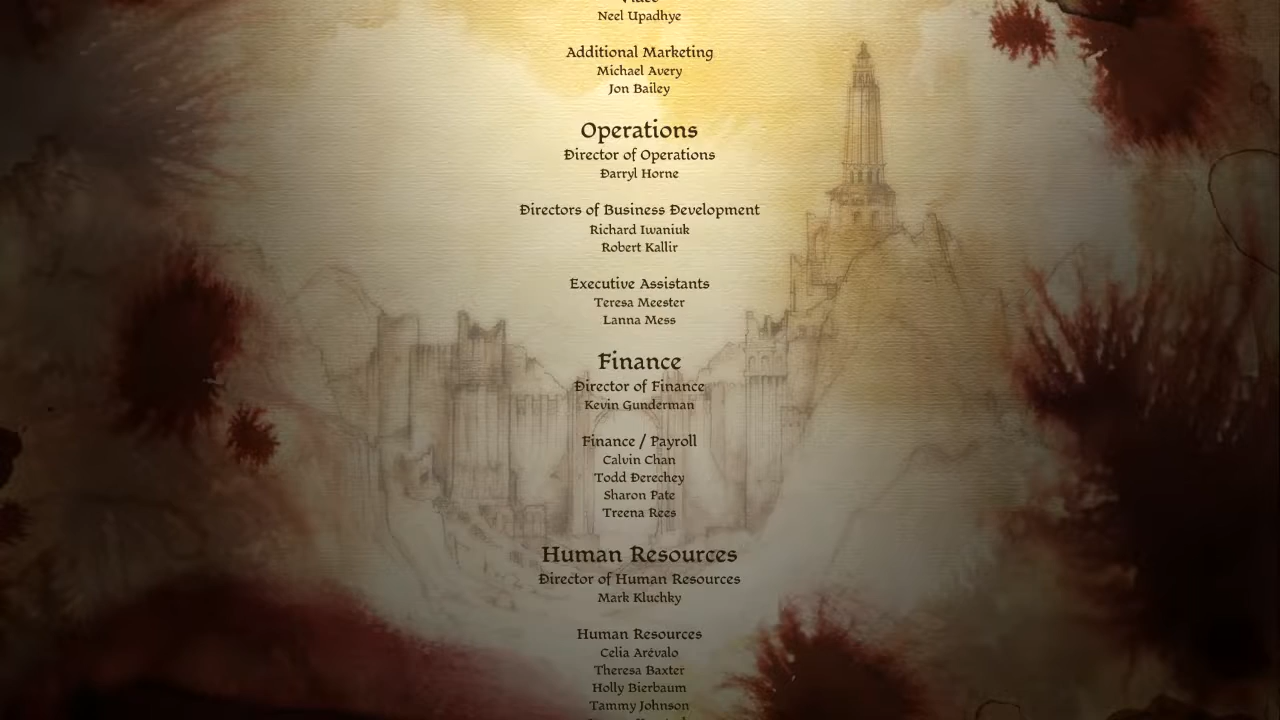 Neel Upadhye
Additional Marketing
Michael Avery
Jon Bailey
Operations
Director of Operations
Darryl Horne
Directors of Business Development
Richard Iwaniuk
Robert Kallir
Executive Assistants
Teresa Meester
Lanna Mess
Finance
Director of Finance
Kevin Gunderman
Finance / Payroll
Calvin Chan
Todd Derechey
Sharon Pate
Treena Rees
Human Resources
Director of Human Resources
Mark Kluchky
Human Resources
Celia Arévalo
Theresa Baxter
Holly Bierbaum
Tammy Johnson